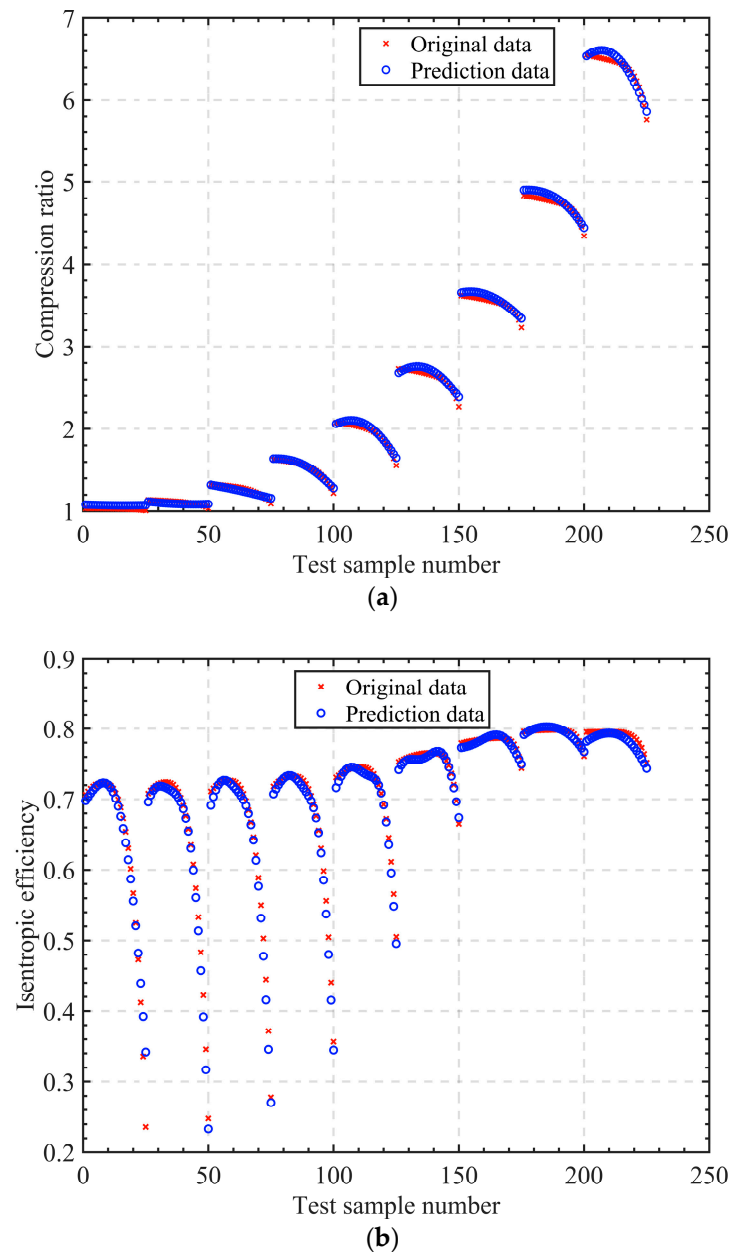 7
6
5
4
3
2
1
Compression ratio
Original data
Prediction data
0
50
100
150
200
250
Test sample number
(a)
0.9
0.8
0.7
0.6
0.5
0.4
0.3
0.2
Isentropic efficiency
Original data
Prediction data
0
50
100
150
200
250
Test sample number
(b)